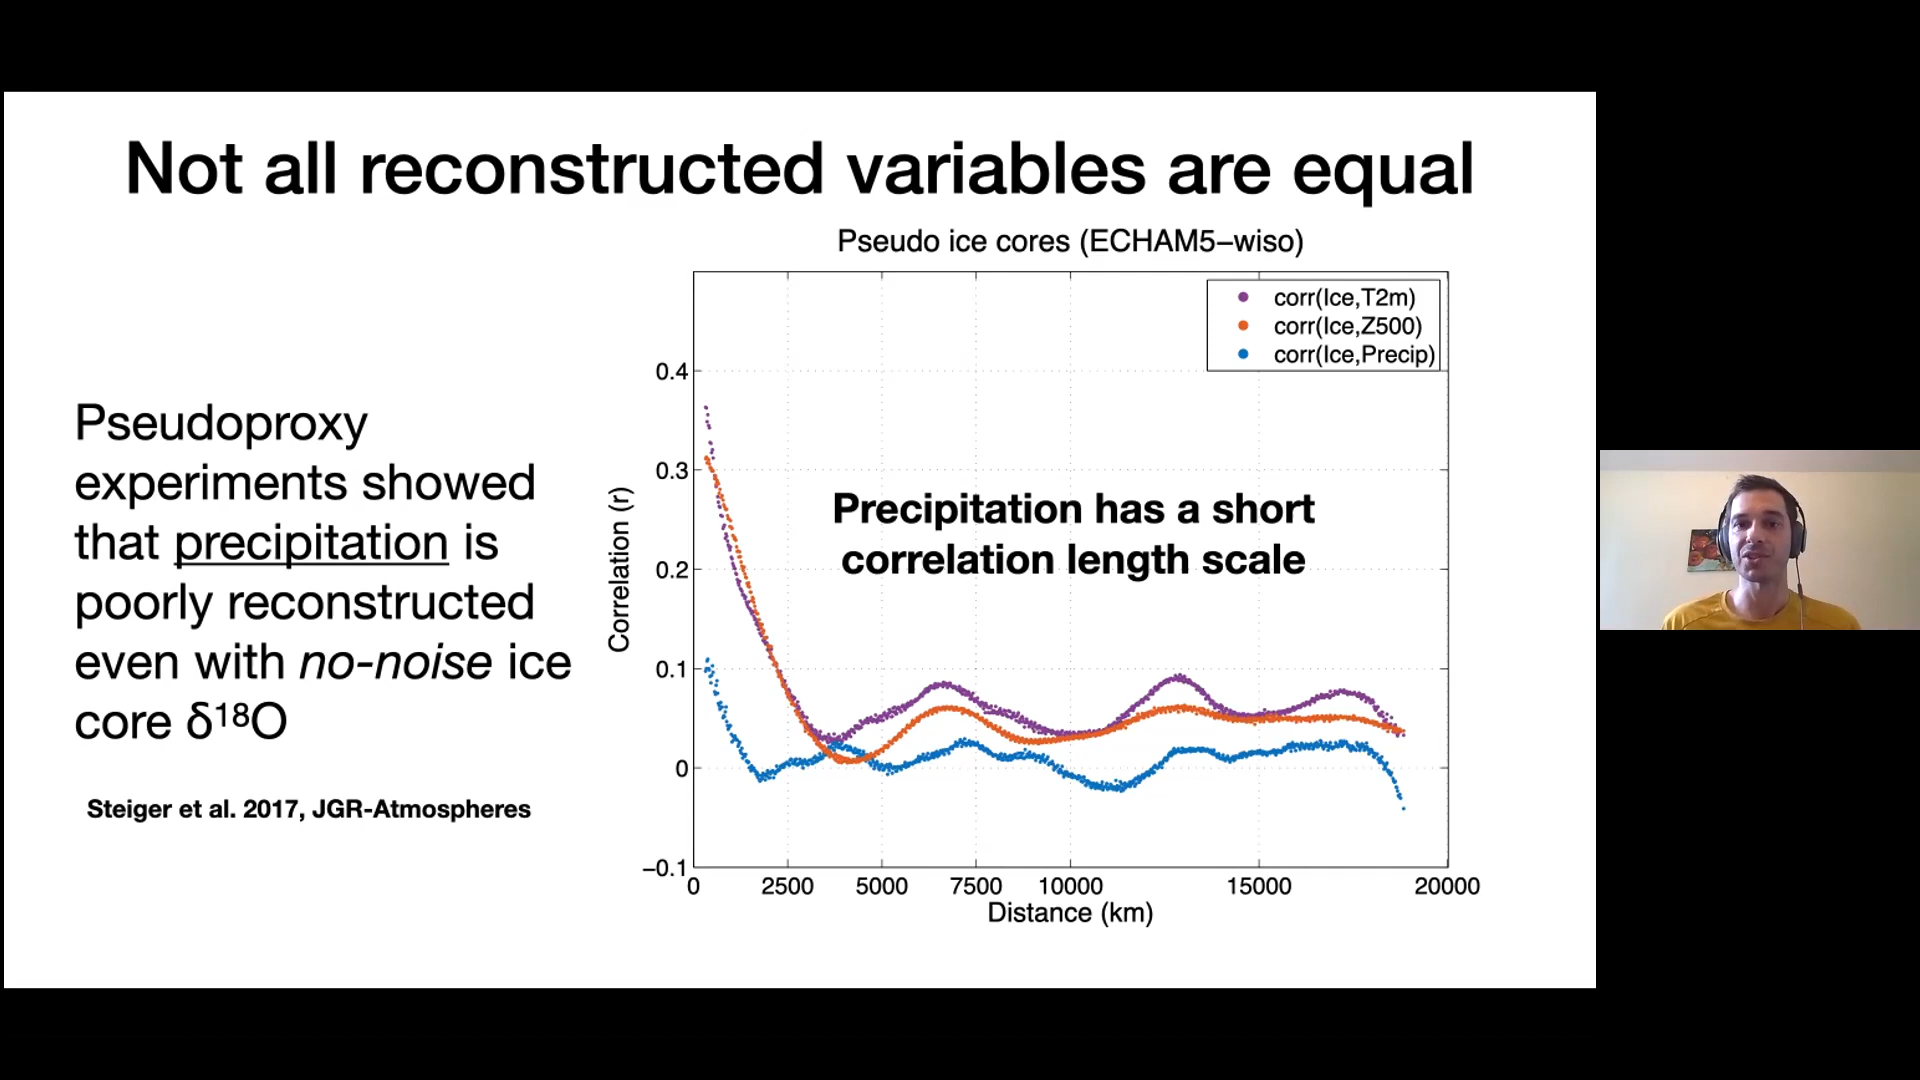 Not all reconstructed variables are equal
Pseudoproxy
experiments showed
that precipitation is
poorly reconstructed
even with no-noise ice
core δ¹⁸O
Steiger et al. 2017, JGR-Atmospheres
Pseudo ice cores (ECHAM5−wiso)
corr(Ice,T2m)
corr(Ice,Z500)
corr(Ice,Precip)
Precipitation has a short
correlation length scale
Correlation (r)
0.4
0.3
0.2
0.1
0
−0.1
0 2500 5000 7500 10000 15000 20000
Distance (km)